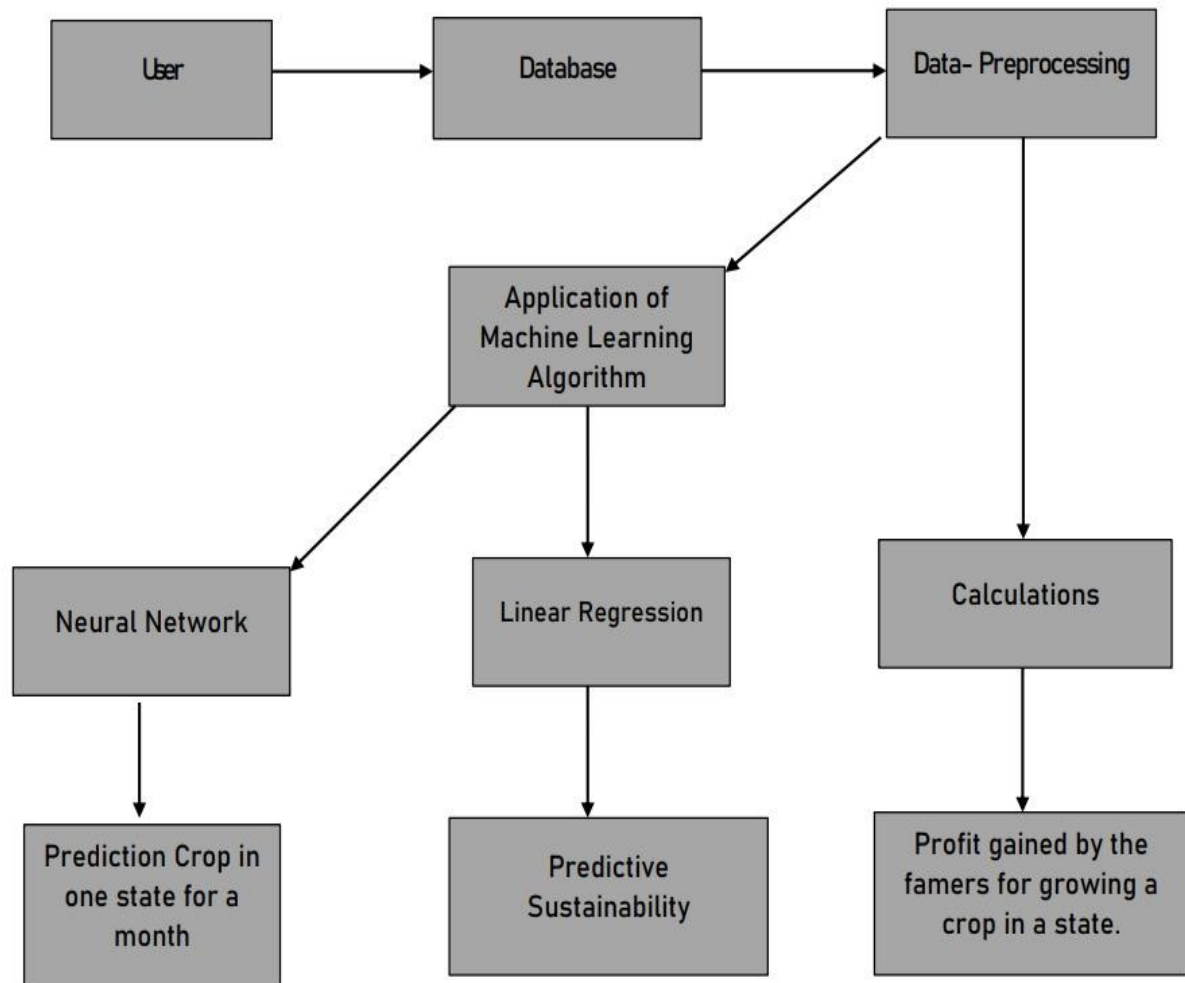 User
Database
Data- Preprocessing
Application of
Machine Learning
Algorithm
Neural Network
Linear Regression
Calculations
Prediction Crop in
one state for a
month
Predictive
Sustainability
Profit gained by the
famers for growing a
crop in a state.